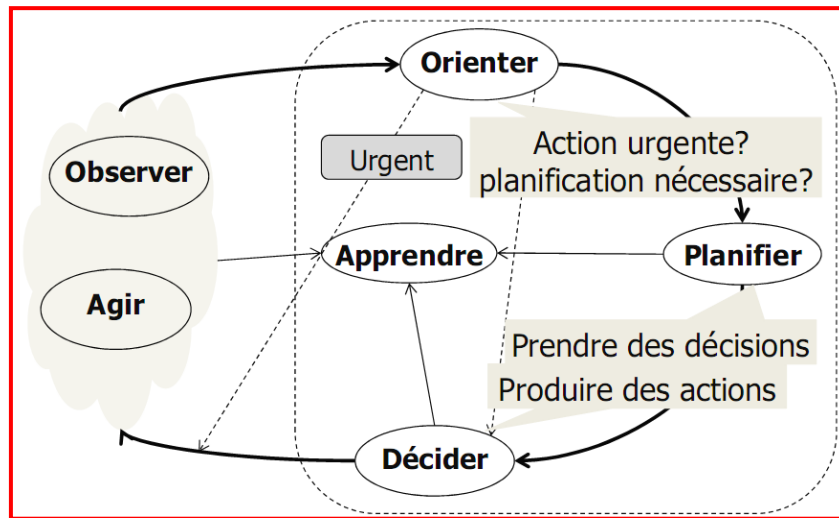 Orienter
Action urgente?
planification nécessaire?
Urgent
Observer
Apprendre
Planifier
Agir
Prendre des décisions
Produire des actions
Décider